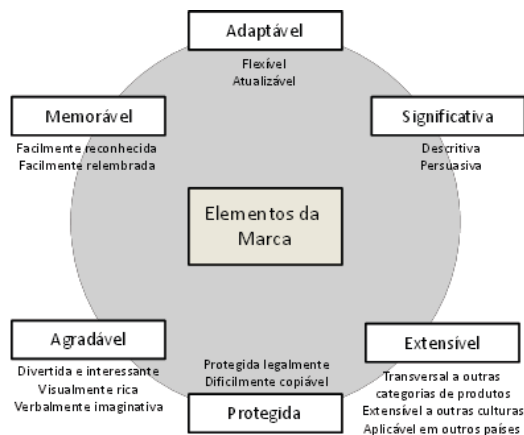 Adaptável
Flexível
Atualizável
Memorável
Facilmente reconhecida
Facilmente relembrada
Significativa
Descritiva
Persuasiva
Elementos da
Marca
Agradável
Divertida e interessante
Visualmente rica
Verbalmente imaginativa
Protegida legalmente
Dificilmente copiável
Protegida
Extensível
Transversal a outras
categorias de produtos
Extensível a outras culturas
Aplicável em outros países